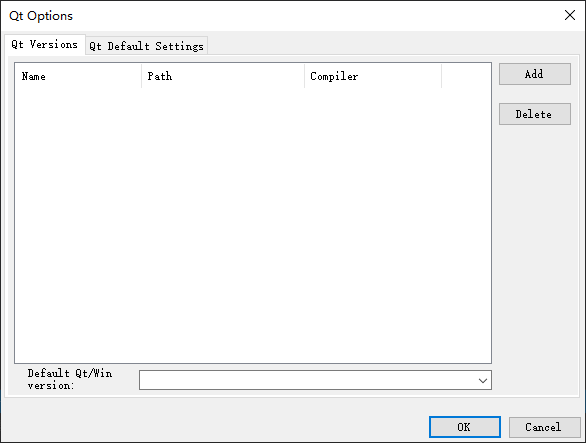 Qt Options
Qt Versions
Qt Default Settings
Name
Path
Compiler
Add
Delete
Default Qt/Win
version:
OK
Cancel